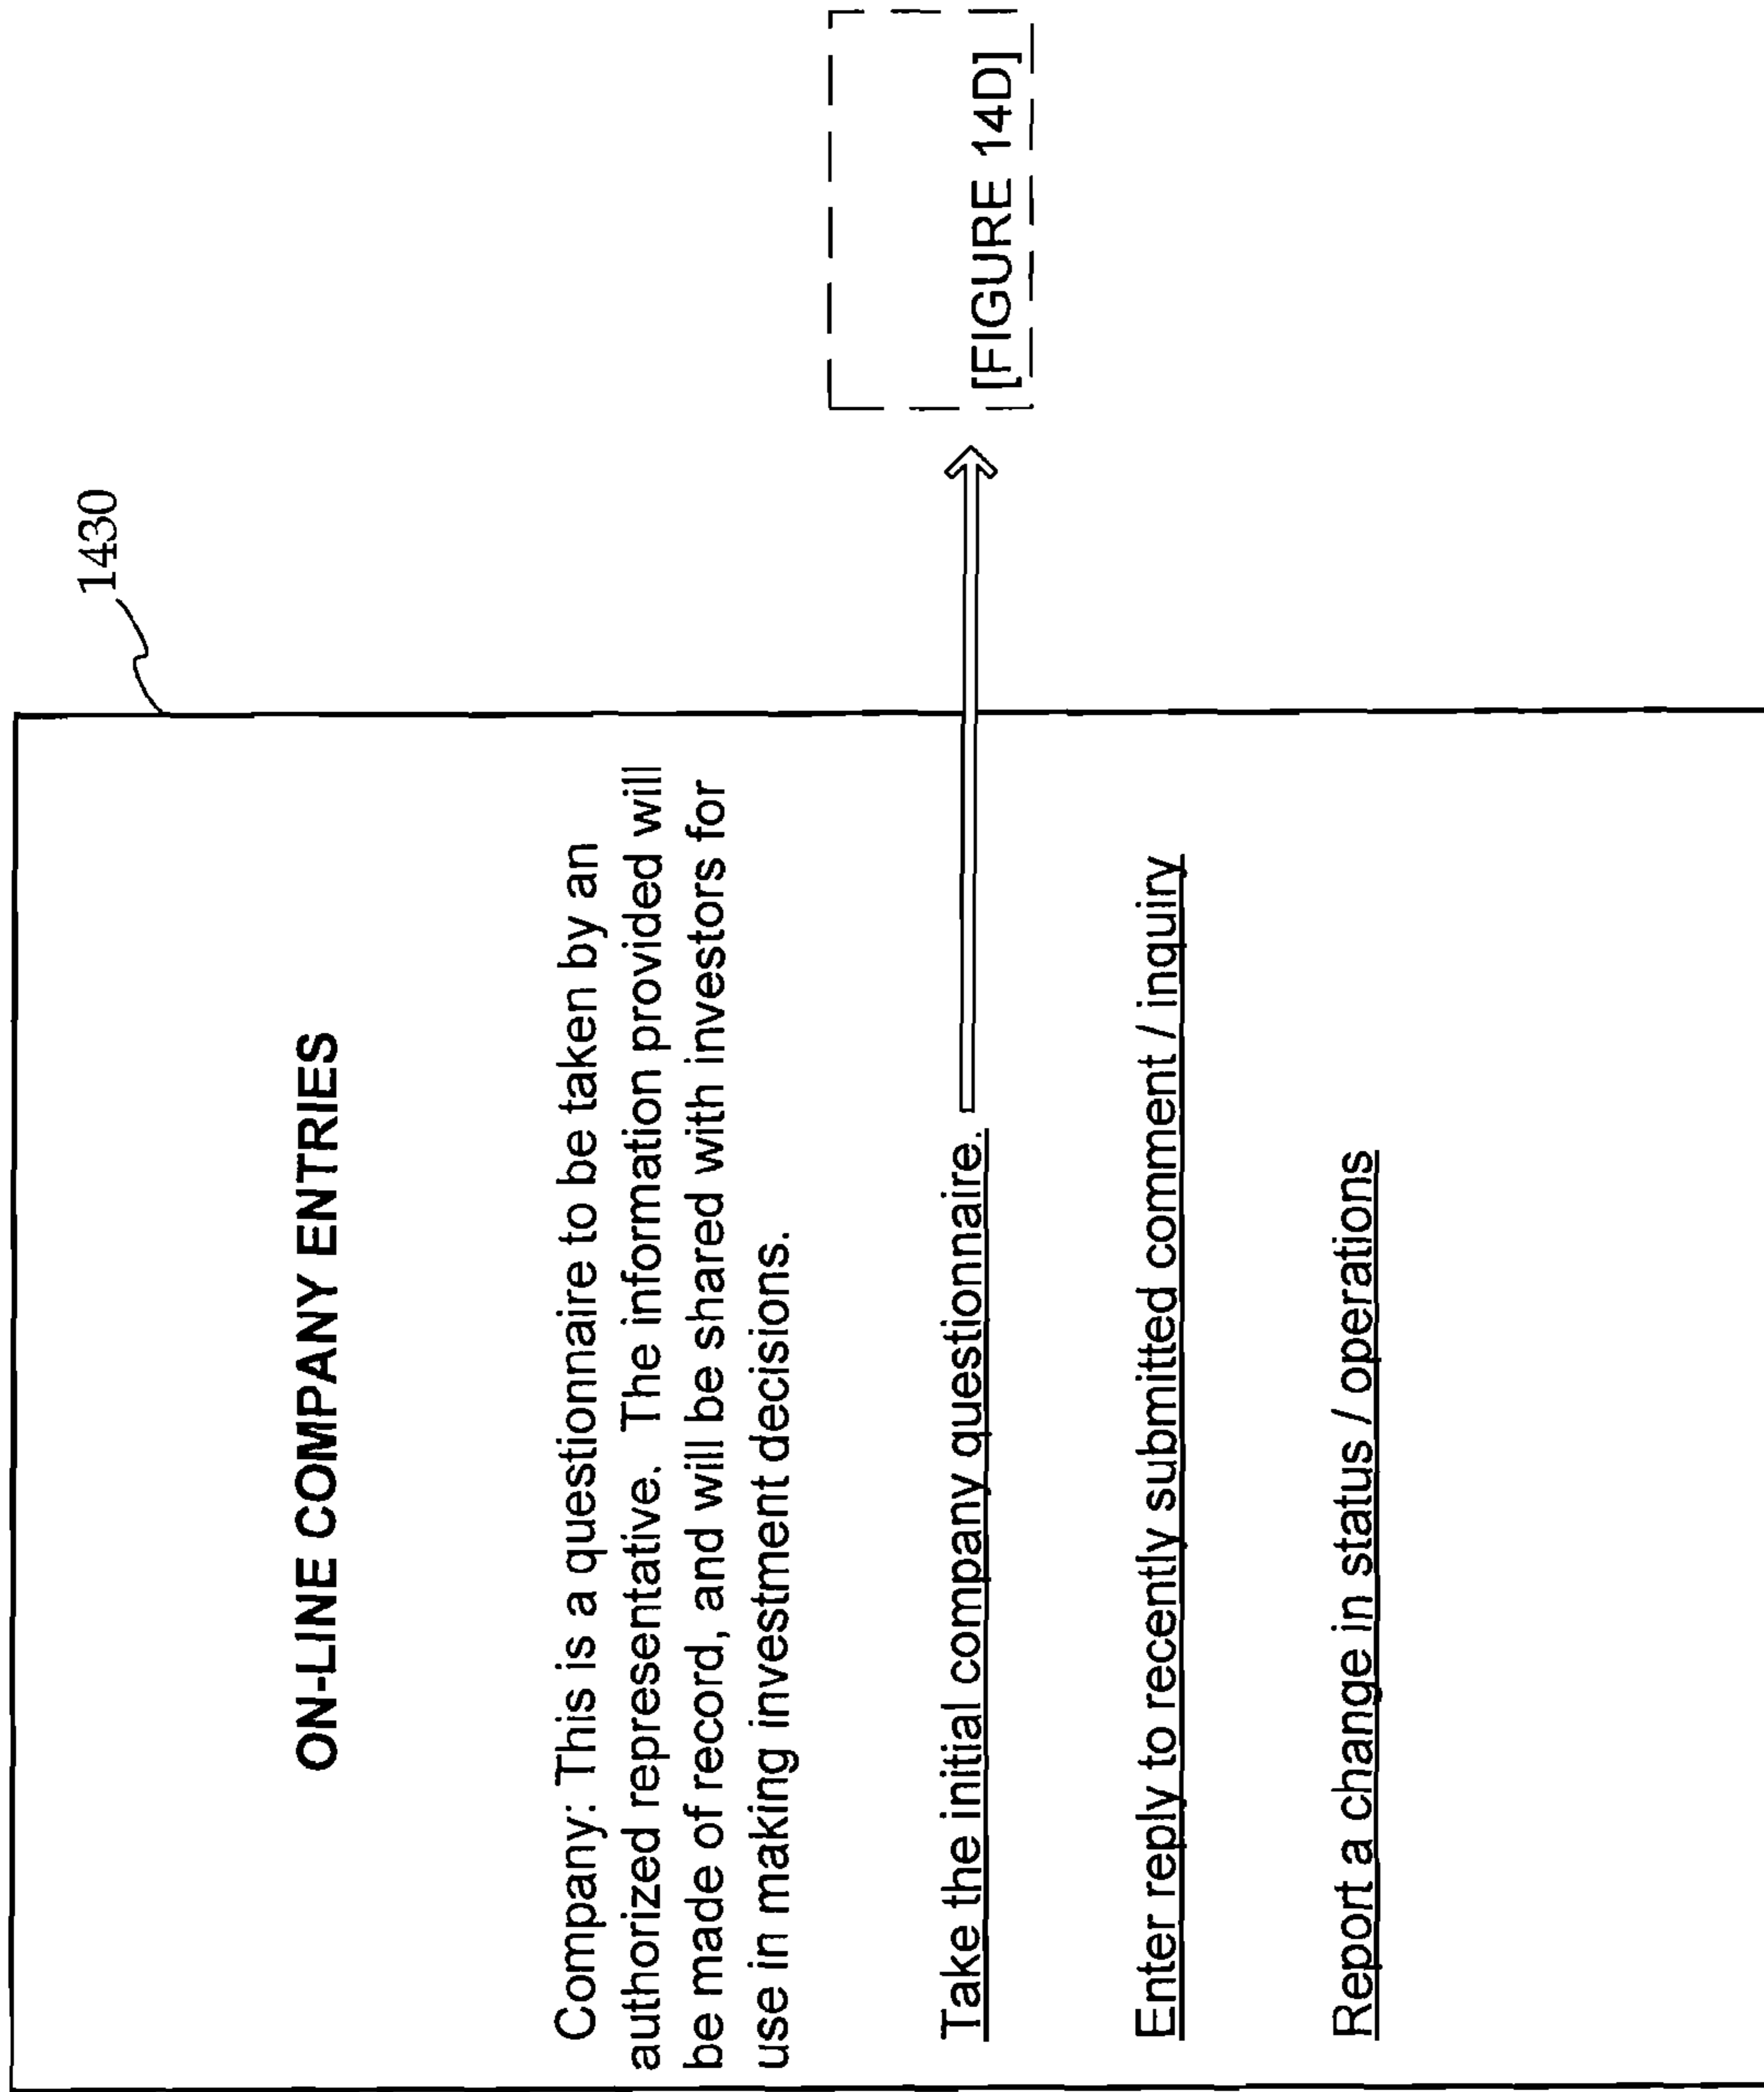 1430
ON-LINE COMPANY ENTRIES
Company: This is a questionnaire to be taken by an
authorized representative. The information provided will
be made of record, and will be shared with investors for
use in making investment decisions.
Take the initial company questionnaire.
[FIGURE 14D]
Enter reply to recently submitted comment / inquiry
Report a change in status / operations